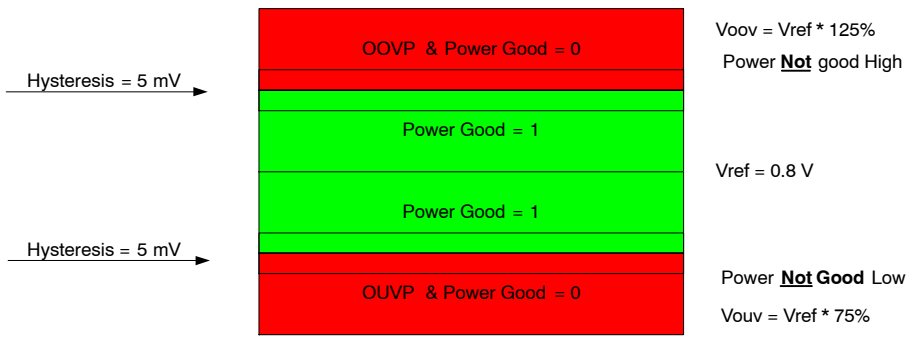 Voov = Vref * 125%
OOVP & Power Good = 0
Power Not good High
Hysteresis = 5 mV
Power Good = 1
Vref = 0.8 V
Power Good = 1
Hysteresis = 5 mV
Power Not Good Low
OUVP & Power Good = 0
Vouv = Vref * 75%